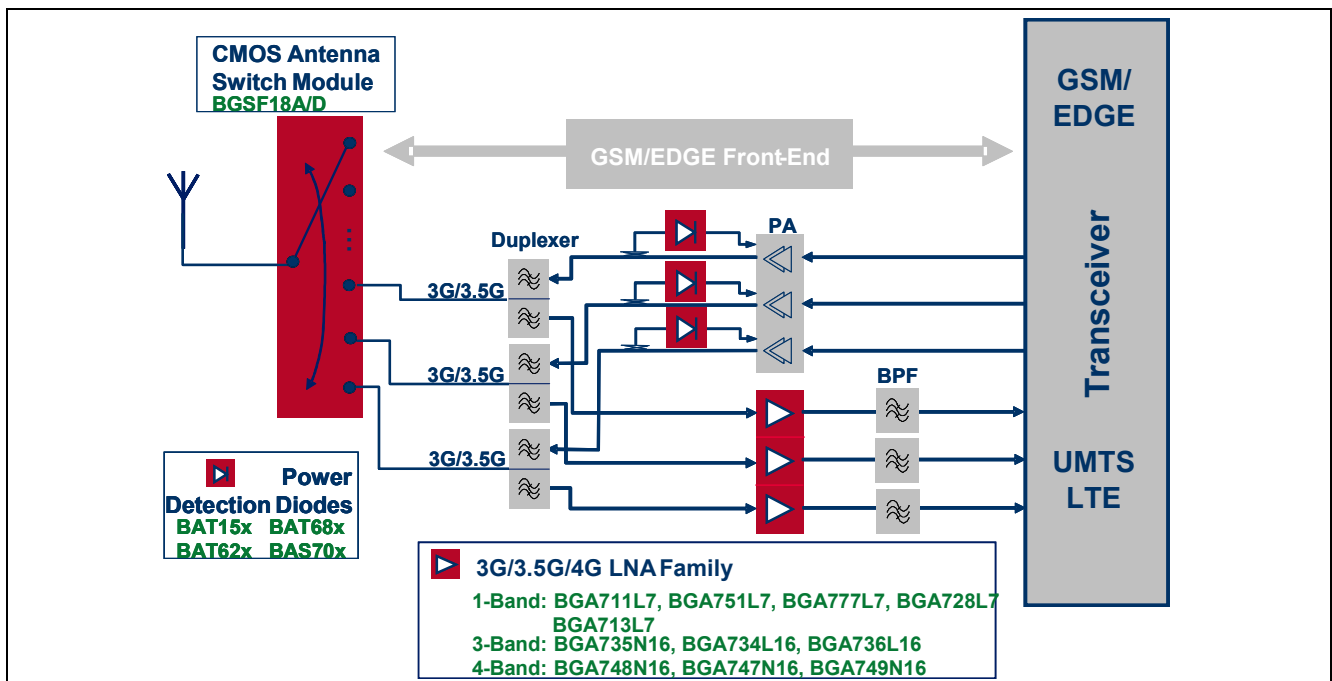 CMOS Antenna
Switch Module
BGSF18A/D
GSM/
EDGE
GSM/EDGE Front-End
PA
Duplexer
3G/3.5G
3G/3.5G
3G/3.5G
...
BPF
Transceiver
UMTS
LTE
Power
Detection Diodes
BAT15x BAT68x
BAT62x BAS70x
3G/3.5G/4G LNA Family
1-Band: BGA711L7, BGA751L7, BGA777L7, BGA728L7
BGA713L7
3-Band: BGA735N16, BGA734L16, BGA736L16
4-Band: BGA748N16, BGA747N16, BGA749N16